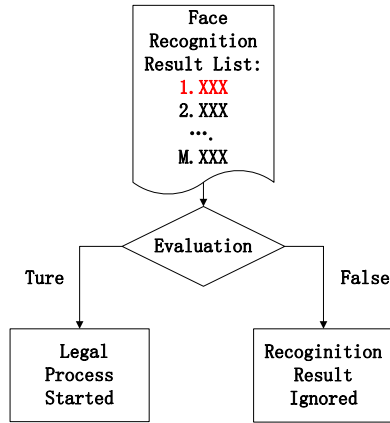 Face
Recognition
Result List:
1. XXX
2. XXX
….
M. XXX
Evaluation
Ture
False
Legal
Process
Started
Recoginition
Result
Ignored